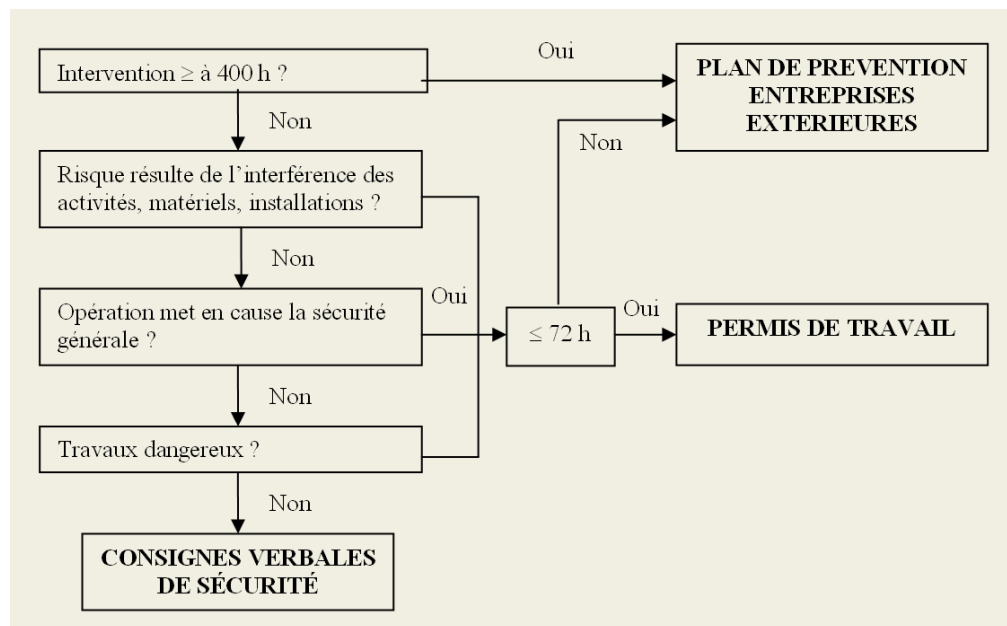 Intervention ≥ à 400 h ?
Oui
PLAN DE PREVENTION
ENTREPRISES
EXTERIEURES
Non
Non
Risque résulte de l’interférence des
activités, matériels, installations ?
Non
Opération met en cause la sécurité
générale ?
Oui
≤ 72 h
Oui
PERMIS DE TRAVAIL
Non
Travaux dangereux ?
Non
CONSIGNES VERBALES
DE SÉCURITÉ